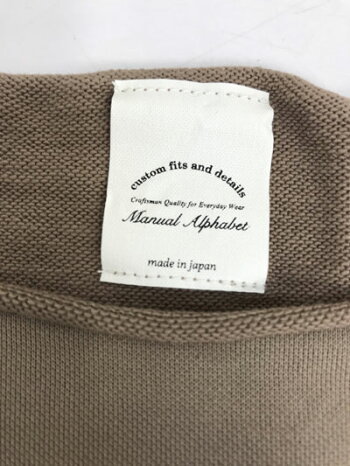 custom fits and details
Craftsman Quality for Everyday Wear
Manual Alphabet
made in japan